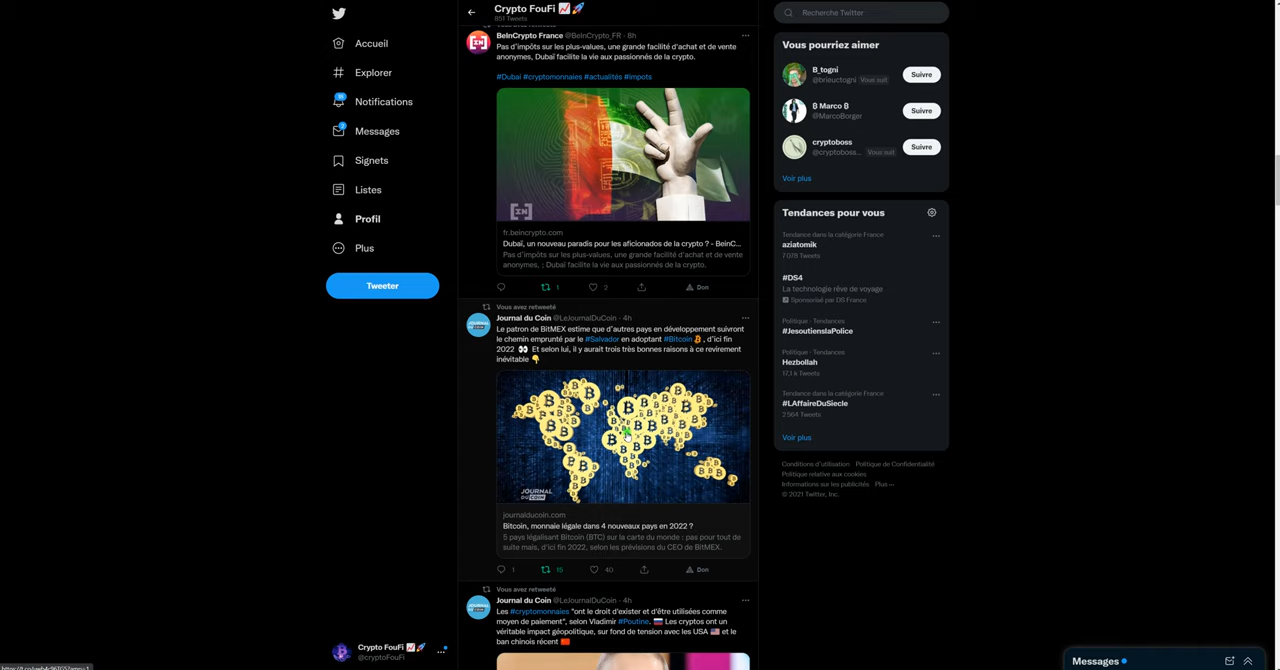 Crypto FouFi 📈🚀
851 Tweets
Accueil
Explorer
Notifications
Messages
Signets
Listes
Profil
Plus
Tweeter
Crypto FouFi 📈🚀
@cryptoFouFi
BeInCrypto France @BeInCrypto_FR · 8h
Pas d'impôts sur les plus-values, une grande facilité d'achat et de vente
anonymes, Dubaï facilite la vie aux passionnés de la crypto.
#Dubai #cryptomonnaies #actualités #impots
fr.beincrypto.com
Dubaï, un nouveau paradis pour les aficionados de la crypto ? - BeinC...
Pas d'impôts sur les plus-values, une grande facilité d'achat et de vente
anonymes, ; Dubaï facilite la vie aux passionnés de la crypto.
1
2
Don
Vous avez retweeté
Journal du Coin @LeJournalDuCoin · 4h
Le patron de BitMEX estime que d'autres pays en développement suivront
le chemin emprunté par le #Salvador en adoptant #Bitcoin, d'ici fin
2022 👀 Et selon lui, il y aurait trois très bonnes raisons à ce revirement
inévitable 👇
JOURNAL
DU COIN
journalducoin.com
Bitcoin, monnaie légale dans 4 nouveaux pays en 2022 ?
5 pays légalisant Bitcoin (BTC) sur la carte du monde : pas pour tout de
suite mais, d'ici fin 2022, selon les prévisions du CEO de BitMEX.
1
15
40
Don
Vous avez retweeté
Journal du Coin @LeJournalDuCoin · 4h
Les #cryptomonnaies "ont le droit d'exister et d'être utilisées comme
moyen de paiement", selon Vladimir #Poutine. 🇷🇺 Les cryptos ont un
véritable impact géopolitique, sur fond de tension avec les USA 🇺🇸 et le
ban chinois récent 🇨🇳
Recherche Twitter
Vous pourriez aimer
B_togni
@brieuctogni Vous suit
Suivre
₿ Marco ₿
@MarcoBorger
Suivre
cryptoboss
@cryptoboss... Vous suit
Suivre
Voir plus
Tendances pour vous
Tendance dans la catégorie France
aziatomik
7 078 Tweets
#DS4
La technologie rêve de voyage
Sponsorisé par DS France
Politique · Tendances
#JesoutienslaPolice
Politique · Tendances
Hezbollah
17,1 k Tweets
Tendance dans la catégorie France
#LAffaireDuSiecle
2 564 Tweets
Voir plus
Conditions d'utilisation Politique de Confidentialité
Politique relative aux cookies
Informations sur les publicités Plus ···
© 2021 Twitter, Inc.
Messages